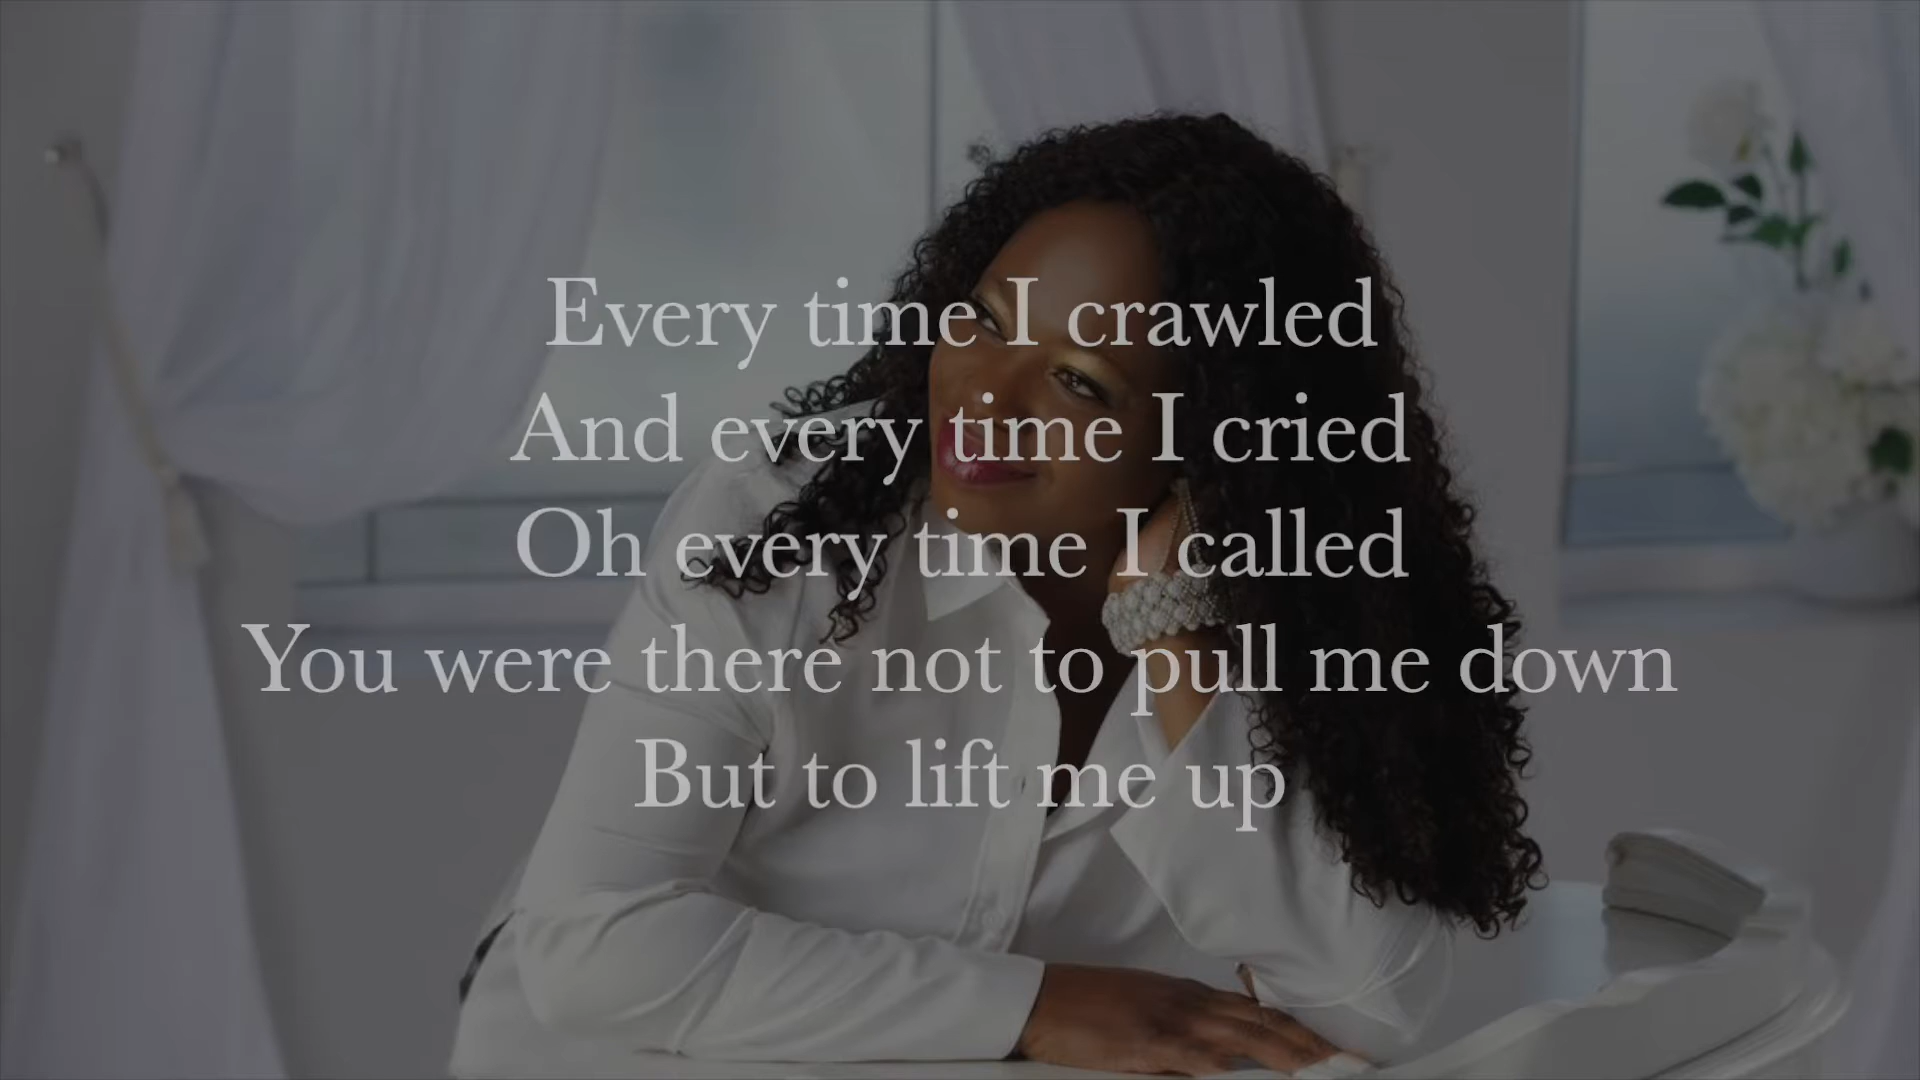 Every time I crawled
And every time I cried
Oh every time I called
You were there not to pull me down
But to lift me up